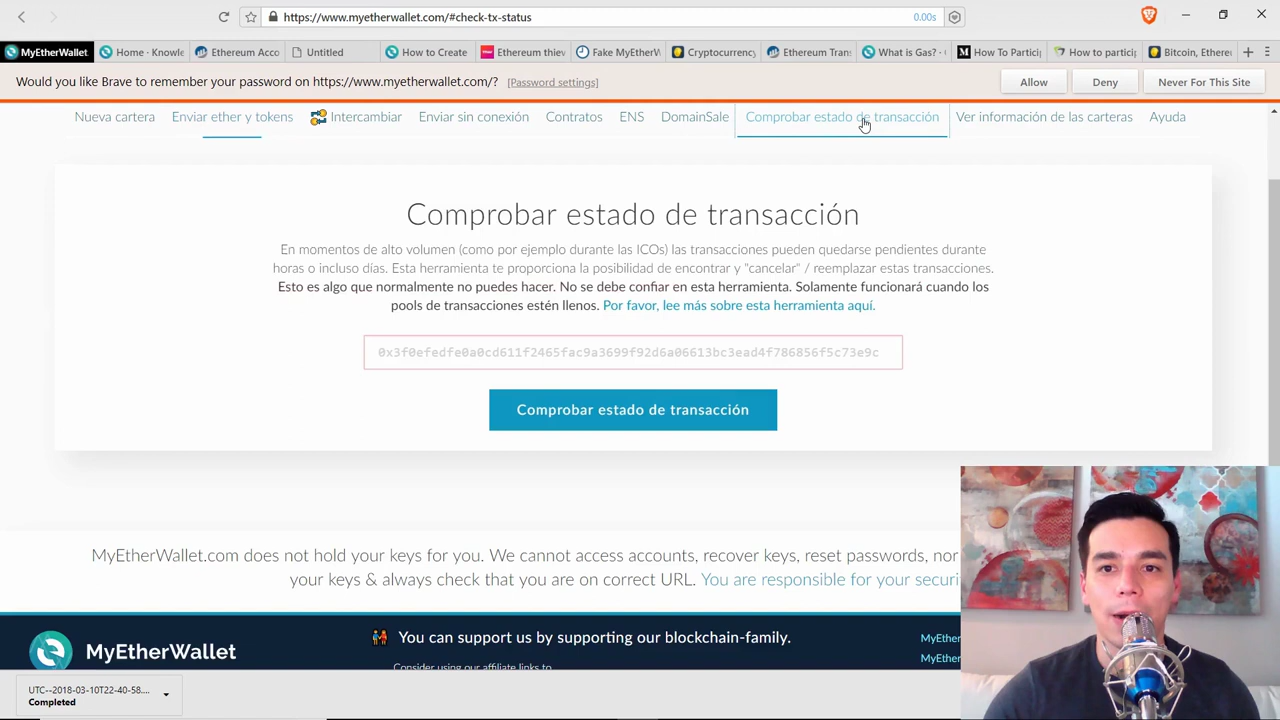 https://www.myetherwallet.com/#check-tx-status
0.00s
MyEtherWallet
Home - Knowle
Ethereum Acco
Untitled
How to Create
Ethereum thiev
Fake MyEtherW
Cryptocurrency
Ethereum Tran
What is Gas? -
How To Particip
How to particip
Bitcoin, Ethere
Would you like Brave to remember your password on https://www.myetherwallet.com/? [Password settings]
Allow
Deny
Never For This Site
Nueva cartera
Enviar ether y tokens
Intercambiar
Enviar sin conexión
Contratos
ENS
DomainSale
Comprobar estado de transacción
Ver información de las carteras
Ayuda
Comprobar estado de transacción
En momentos de alto volumen (como por ejemplo durante las ICOs) las transacciones pueden quedarse pendientes durante
horas o incluso días. Esta herramienta te proporciona la posibilidad de encontrar y "cancelar" / reemplazar estas transacciones.
Esto es algo que normalmente no puedes hacer. No se debe confiar en esta herramienta. Solamente funcionará cuando los
pools de transacciones estén llenos. Por favor, lee más sobre esta herramienta aquí.
0x3f0efedfe0a0cd611f2465fac9a3699f92d6a06613bc3ead4f786856f5c73e9c
Comprobar estado de transacción
MyEtherWallet.com does not hold your keys for you. We cannot access accounts, recover keys, reset passwords, nor
your keys & always check that you are on correct URL. You are responsible for your securi
MyEtherWallet
You can support us by supporting our blockchain-family.
Consider using our affiliate links to
MyEther
MyEther
UTC--2018-03-10T22-40-58....
Completed